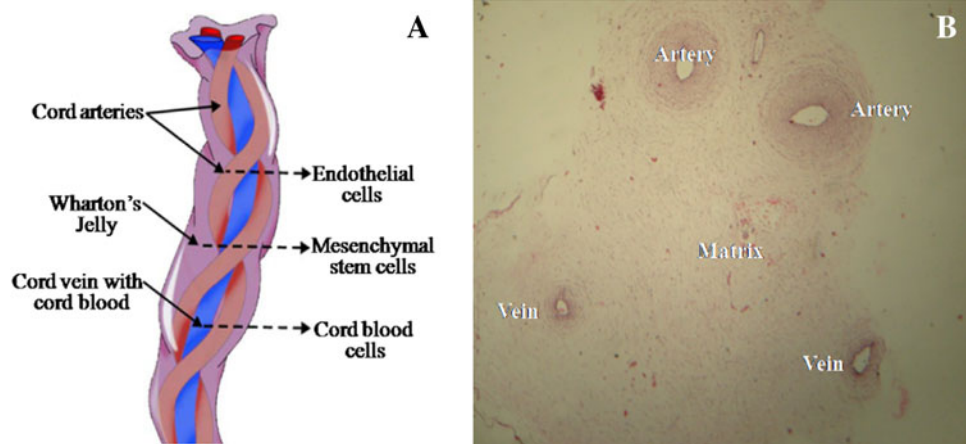 A
Cord arteries
Endothelial
cells
Wharton's
Jelly
Mesenchymal
stem cells
Cord vein with
cord blood
Cord blood
cells
B
Artery
Artery
Matrix
Vein
Vein